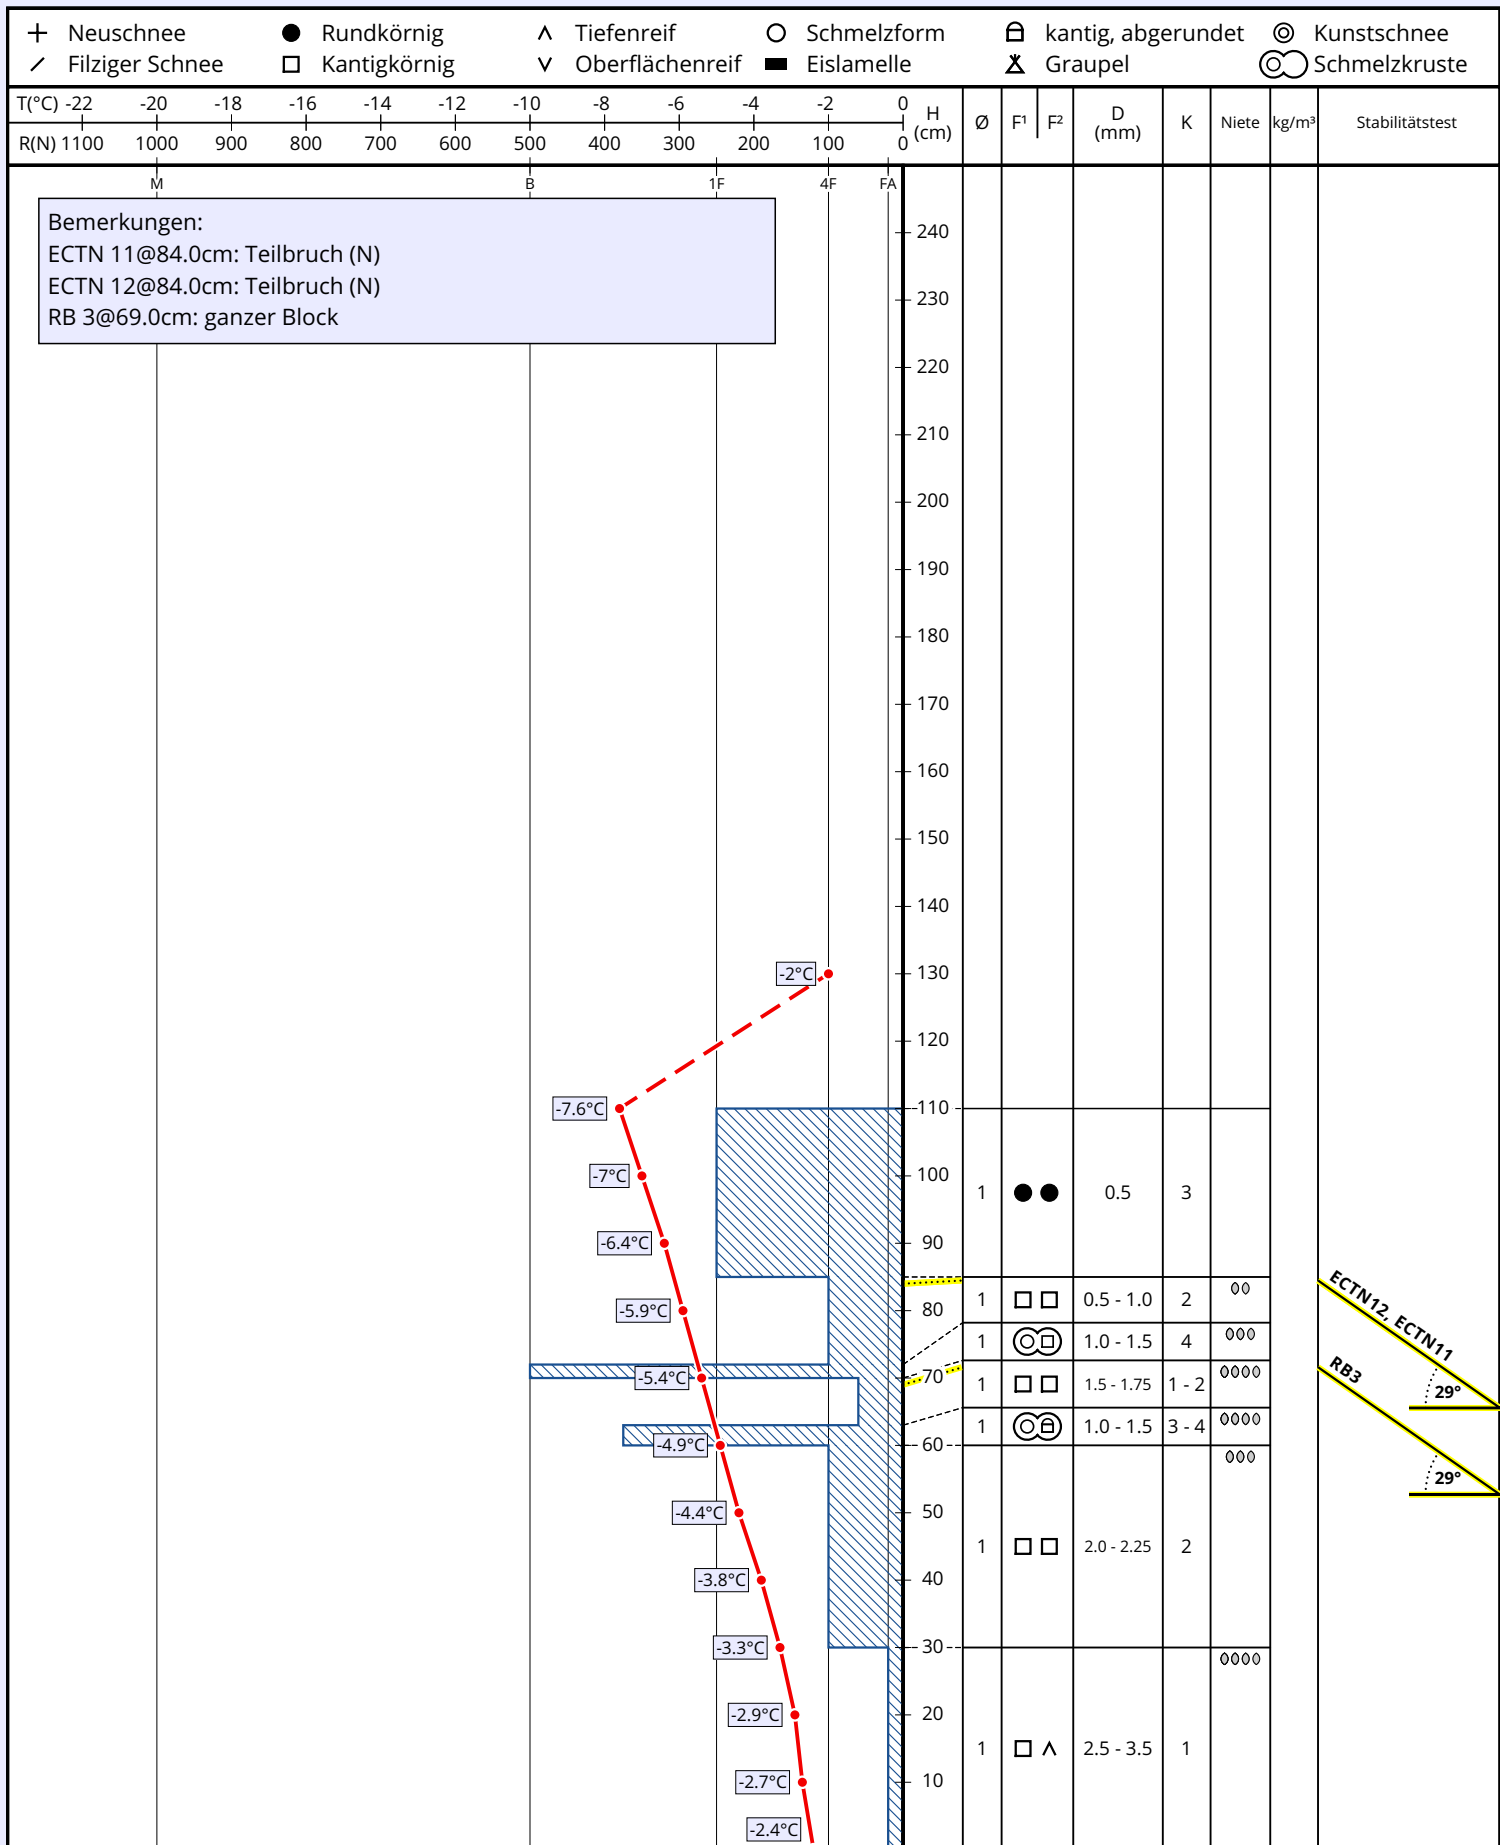 Neuschnee Rundkörnig Tiefenreif Schmelzform kantig, abgerundet Kunstschnee
Filziger Schnee Kantigkörnig Oberflächenreif Eislamelle Graupel Schmelzkruste
T(°C) -22 -20 -18 -16 -14 -12 -10 -8 -6 -4 -2 0
R(N) 1100 1000 900 800 700 600 500 400 300 200 100 0
H (cm) Ø F¹ F² D (mm) K Niete kg/m³ Stabilitätstest
M B 1F 4F FA
Bemerkungen:
ECTN 11@84.0cm: Teilbruch (N)
ECTN 12@84.0cm: Teilbruch (N)
RB 3@69.0cm: ganzer Block
240
230
220
210
200
190
180
170
160
150
140
-2°C 130
120
-7.6°C 110
-7°C 100
1 0.5 3
-6.4°C 90
-5.9°C 80
1 0.5 - 1.0 2
1 1.0 - 1.5 4
-5.4°C 70
1 1.5 - 1.75 1 - 2
1 1.0 - 1.5 3 - 4
-4.9°C 60
-4.4°C 50
1 2.0 - 2.25 2
-3.8°C 40
-3.3°C 30
-2.9°C 20
1 2.5 - 3.5 1
-2.7°C 10
-2.4°C
ECTN12, ECTN11
29°
RB3
29°